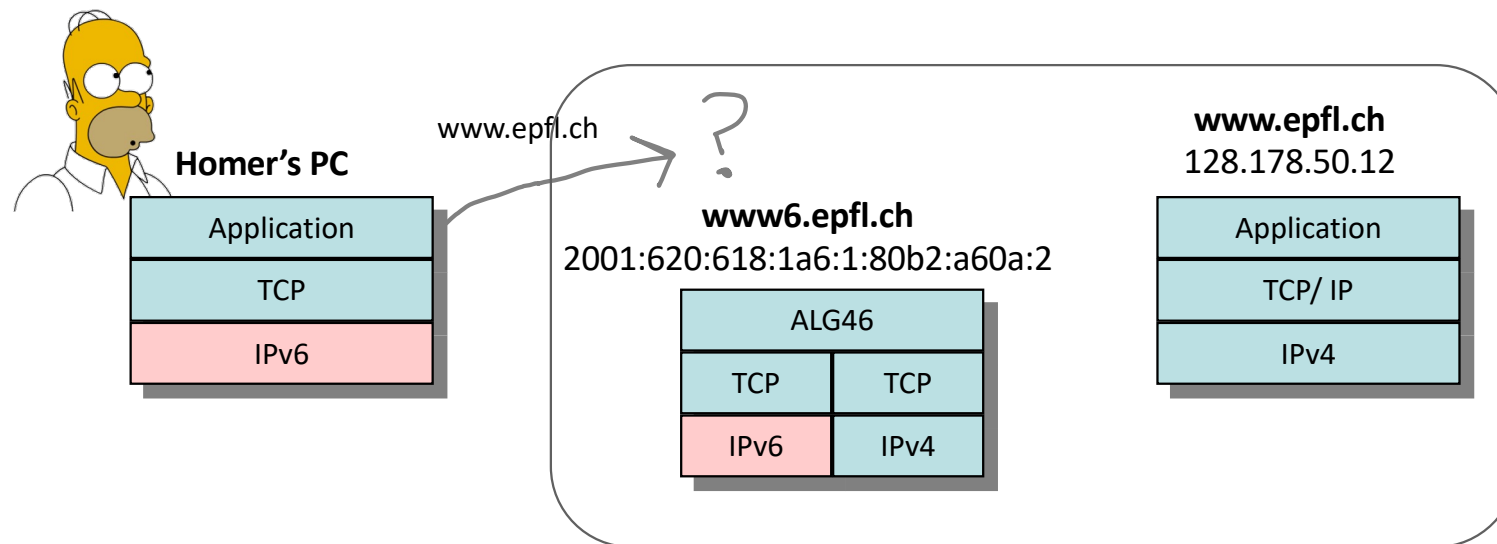 www.epfl.ch
?
Homer's PC
Application
TCP
IPv6
www6.epfl.ch
2001:620:618:1a6:1:80b2:a60a:2
ALG46
TCP TCP
IPv6 IPv4
www.epfl.ch
128.178.50.12
Application
TCP/ IP
IPv4